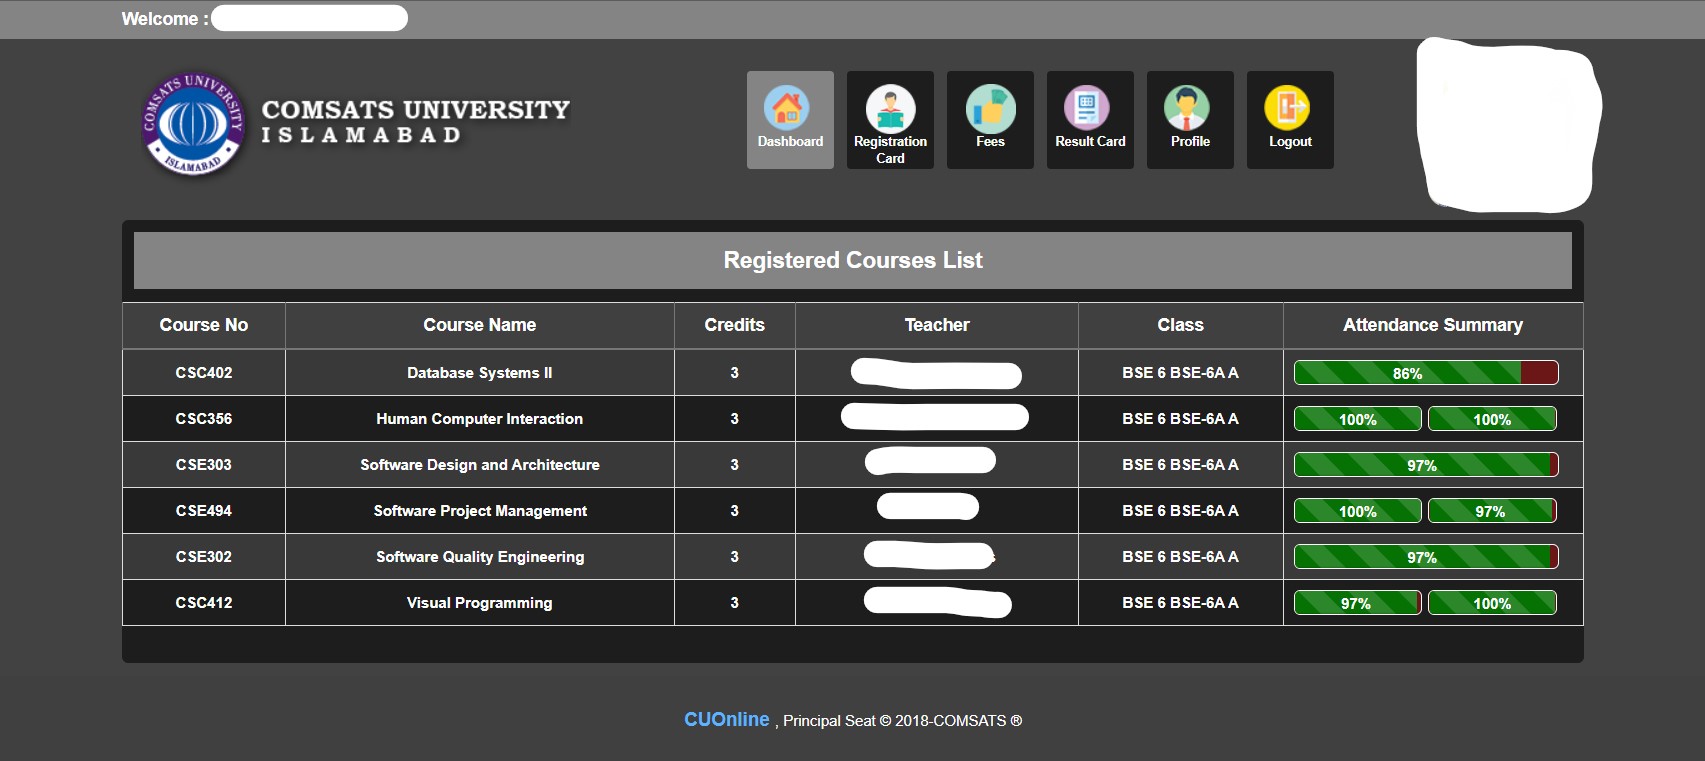 Welcome :
COMSATS UNIVERSITY
ISLAMABAD
COMSATS UNIVERSITY
ISLAMABAD
Dashboard
Registration
Card
Fees
Result Card
Profile
Logout
Registered Courses List
Course No Course Name Credits Teacher Class Attendance Summary
CSC402 Database Systems II 3 BSE 6 BSE-6A A 86%
CSC356 Human Computer Interaction 3 BSE 6 BSE-6A A 100% 100%
CSE303 Software Design and Architecture 3 BSE 6 BSE-6A A 97%
CSE494 Software Project Management 3 BSE 6 BSE-6A A 100% 97%
CSE302 Software Quality Engineering 3 BSE 6 BSE-6A A 97%
CSC412 Visual Programming 3 BSE 6 BSE-6A A 97% 100%
CUOnline , Principal Seat © 2018-COMSATS ®